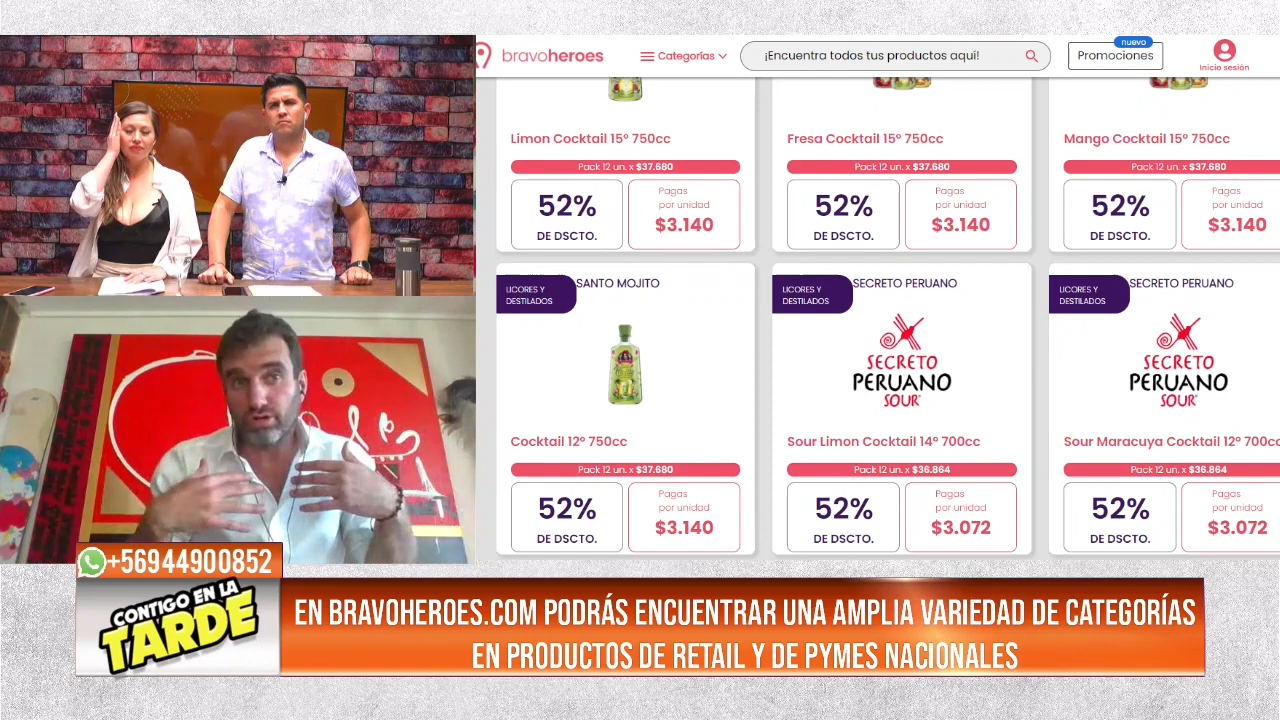 bravoheroes
Categorías
¡Encuentra todos tus productos aquí!
nuevo
Promociones
Inicio sesión
Limon Cocktail 15° 750cc
Pack 12 un. x $37.680
52%
DE DSCTO.
Pagas
por unidad
$3.140
Fresa Cocktail 15° 750cc
Pack 12 un. x $37.680
52%
DE DSCTO.
Pagas
por unidad
$3.140
Mango Cocktail 15° 750cc
Pack 12 un. x $37.680
52%
DE DSCTO.
Pagas
por unidad
$3.140
LICORES Y
DESTILADOS
SANTO MOJITO
Cocktail 12° 750cc
Pack 12 un. x $37.680
52%
DE DSCTO.
Pagas
por unidad
$3.140
LICORES Y
DESTILADOS
SECRETO PERUANO
SECRETO
PERUANO
SOUR
Sour Limon Cocktail 14° 700cc
Pack 12 un. x $36.864
52%
DE DSCTO.
Pagas
por unidad
$3.072
LICORES Y
DESTILADOS
SECRETO PERUANO
SECRETO
PERUANO
SOUR
Sour Maracuya Cocktail 12° 700cc
Pack 12 un. x $36.864
52%
DE DSCTO.
Pagas
por unidad
$3.072
+56944900852
CONTIGO EN LA
TARDE
EN BRAVOHEROES.COM PODRÁS ENCUENTRAR UNA AMPLIA VARIEDAD DE CATEGORÍAS
EN PRODUCTOS DE RETAIL Y DE PYMES NACIONALES